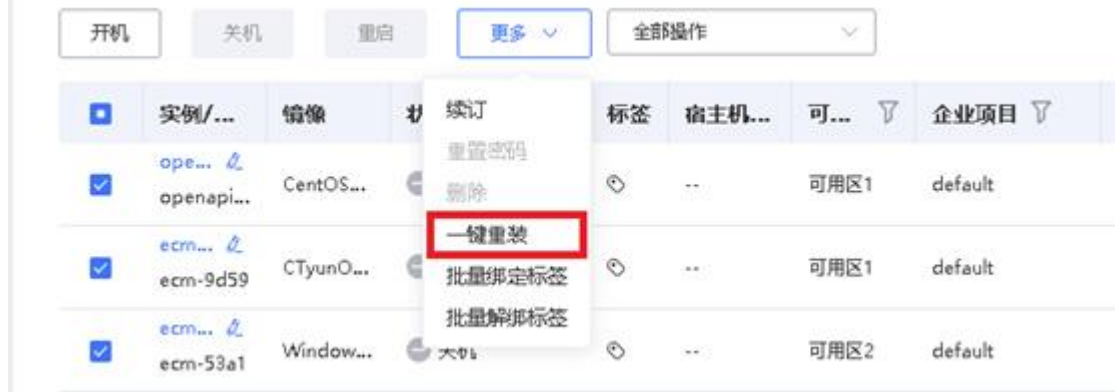 开机 关机 重启 更多 全部操作
实例/... 镜像 状 标签 宿主机... 可... 企业项目
续订
重置密码
删除
一键重装
批量绑定标签
批量解绑标签
ope...
openapi... CentOS... -- 可用区1 default
ecm...
ecm-9d59 CTyunO... -- 可用区1 default
ecm...
ecm-53a1 Window... 关机 -- 可用区2 default